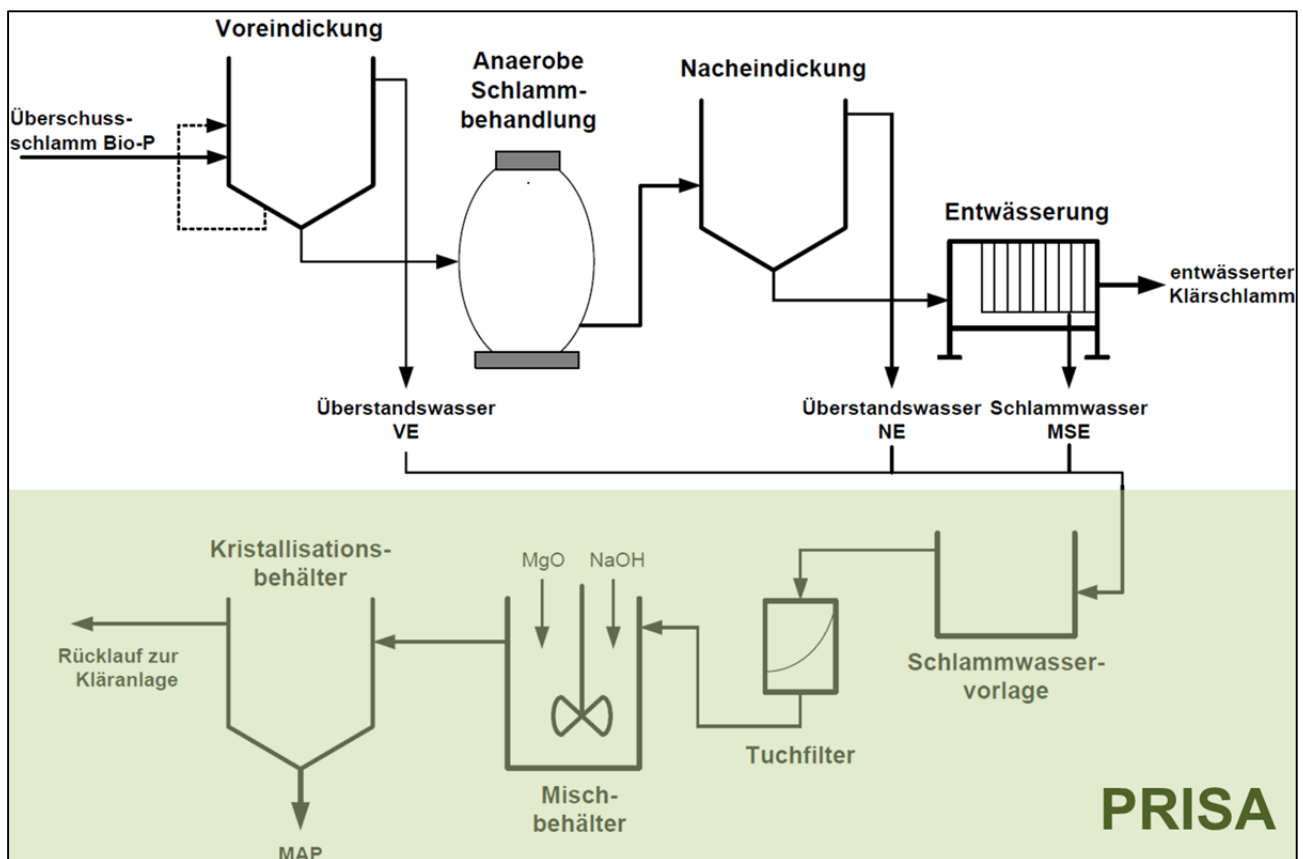 Voreindickung
Anaerobe
Schlamm-
behandlung
Nacheindickung
Überschuss-
schlamm Bio-P
Entwässerung
entwässerter
Klärschlamm
Überstandswasser
VE
Überstandswasser
NE
Schlammwasser
MSE
Kristallisations-
behälter
MgO
NaOH
Rücklauf zur
Kläranlage
Schlammwasser-
vorlage
Tuchfilter
Misch-
behälter
MAP
PRISA